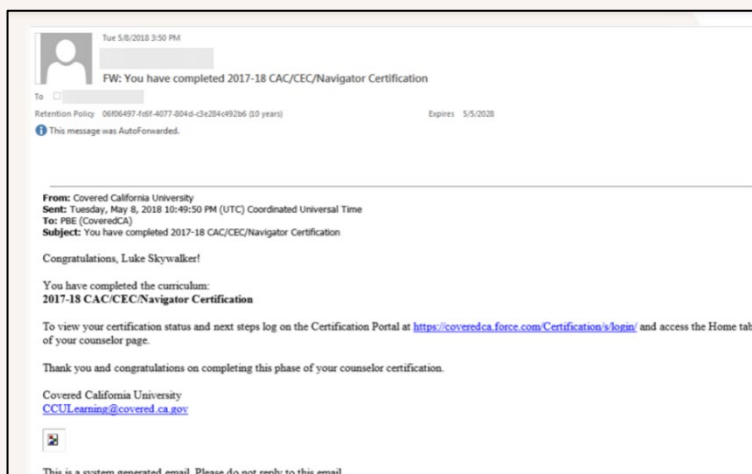 Tue 5/8/2018 3:50 PM
FW: You have completed 2017-18 CAC/CEC/Navigator Certification
To
Retention Policy 06f06497-fd6f-4077-804d-c3e284c492b6 (10 years) Expires 5/5/2028
This message was AutoForwarded.
From: Covered California University
Sent: Tuesday, May 8, 2018 10:49:50 PM (UTC) Coordinated Universal Time
To: PBE (CoveredCA)
Subject: You have completed 2017-18 CAC/CEC/Navigator Certification
Congratulations, Luke Skywalker!
You have completed the curriculum:
2017-18 CAC/CEC/Navigator Certification
To view your certification status and next steps log on the Certification Portal at https://coveredca.force.com/Certification/s/login/ and access the Home tab
of your counselor page.
Thank you and congratulations on completing this phase of your counselor certification.
Covered California University
CCULearning@covered.ca.gov
This is a system generated email. Please do not reply to this email.